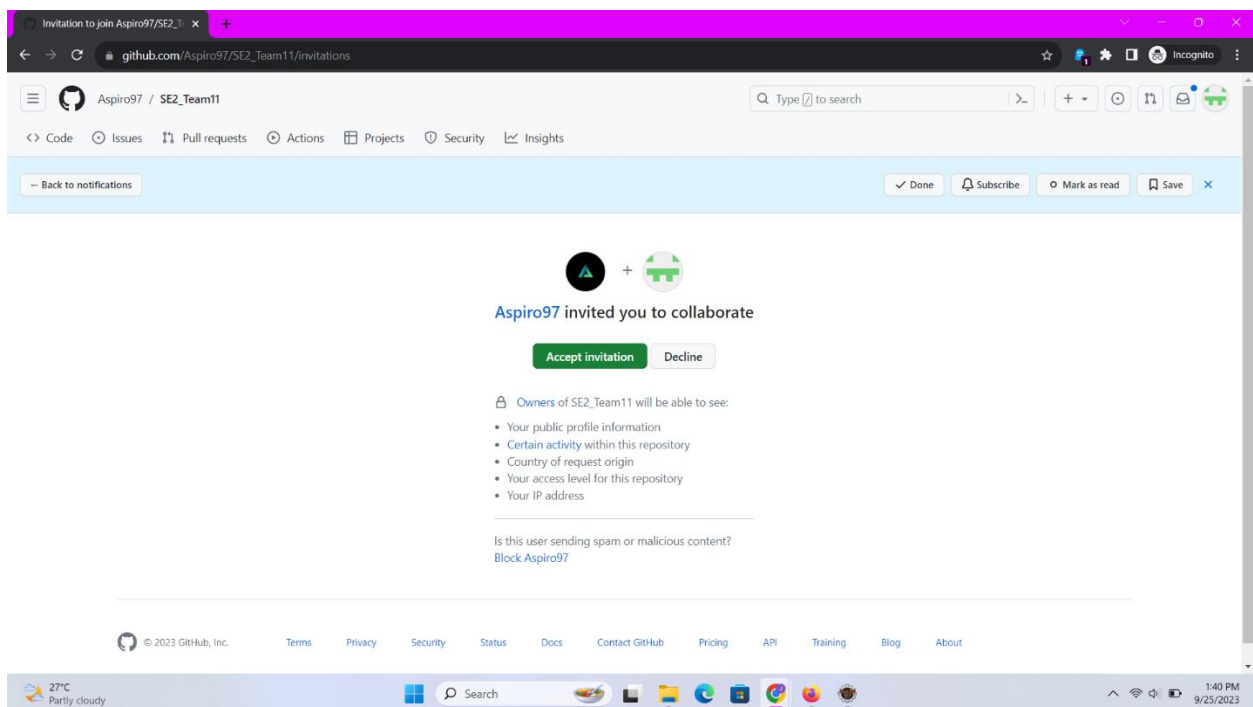 Invitation to join Aspiro97/SE2_T
github.com/Aspiro97/SE2_Team11/invitations
1
Incognito
Aspiro97 / SE2_Team11
Type / to search
Code Issues Pull requests Actions Projects Security Insights
← Back to notifications
Done Subscribe Mark as read Save
+
Aspiro97 invited you to collaborate
Accept invitation Decline
Owners of SE2_Team11 will be able to see:
• Your public profile information
• Certain activity within this repository
• Country of request origin
• Your access level for this repository
• Your IP address
Is this user sending spam or malicious content?
Block Aspiro97
© 2023 GitHub, Inc. Terms Privacy Security Status Docs Contact GitHub Pricing API Training Blog About
27°C
Partly cloudy
Search
1:40 PM
9/25/2023